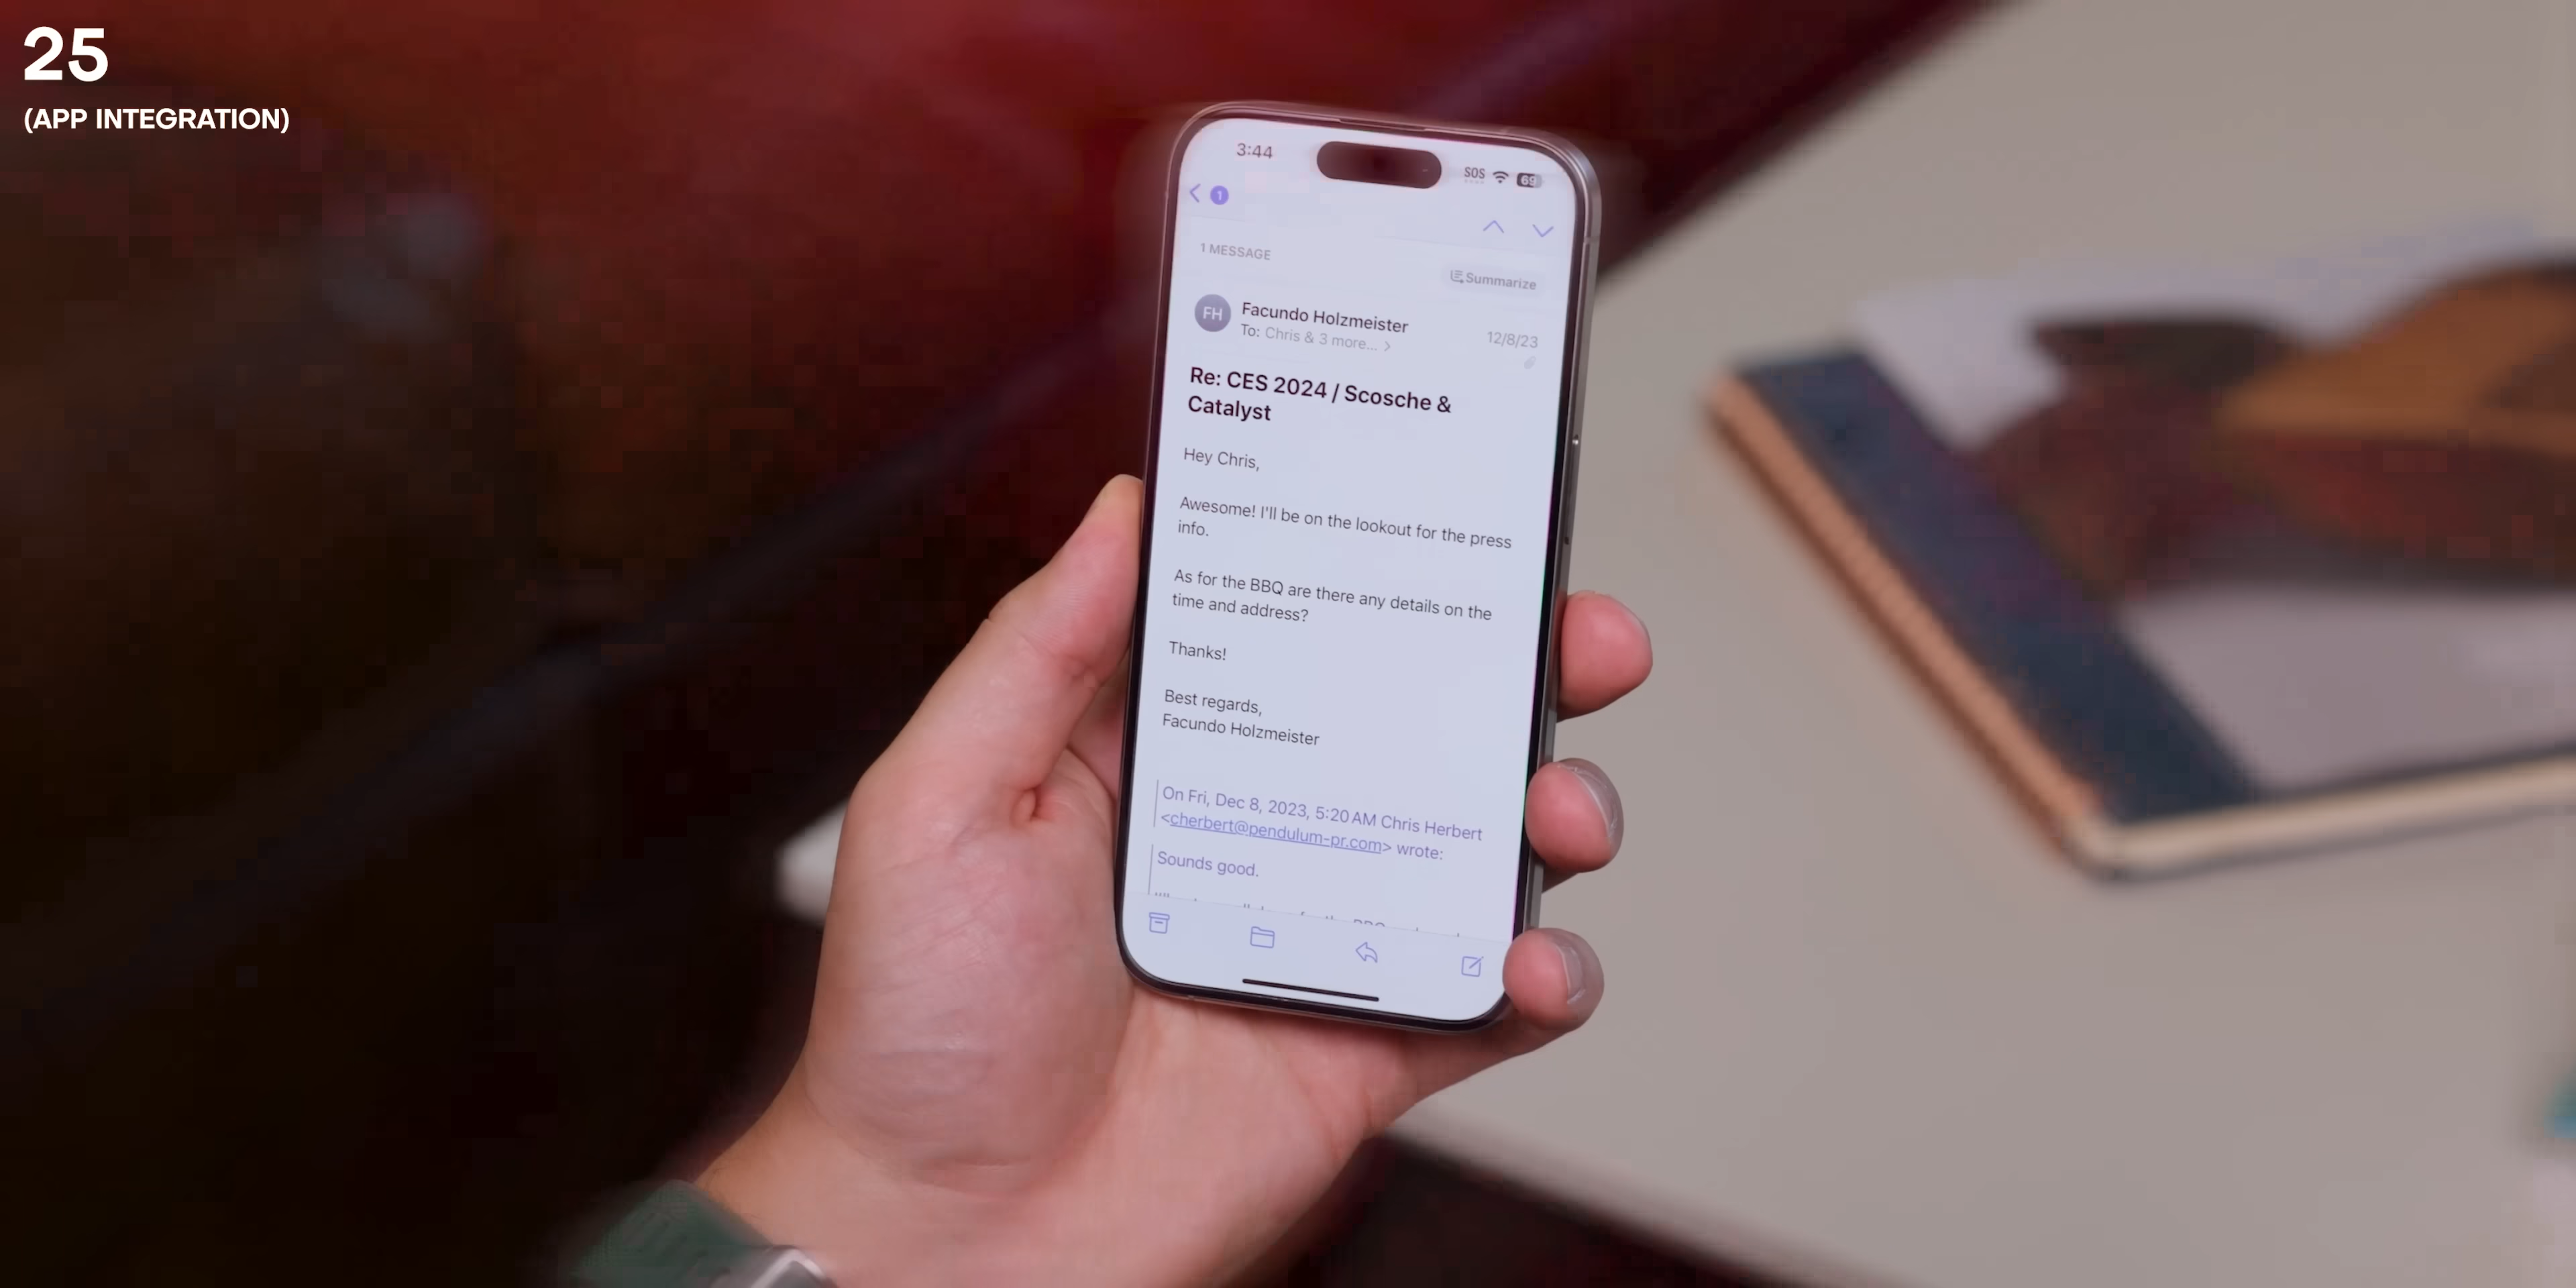 25
(APP INTEGRATION)
3:44
SOS
69
1
1 MESSAGE
Summarize
FH
Facundo Holzmeister
To: Chris & 3 more...
12/8/23
Re: CES 2024 / Scosche &
Catalyst
Hey Chris,
Awesome! I'll be on the lookout for the press
info.
As for the BBQ are there any details on the
time and address?
Thanks!
Best regards,
Facundo Holzmeister
On Fri, Dec 8, 2023, 5:20 AM Chris Herbert
<cherbert@pendulum-pr.com> wrote:
Sounds good.